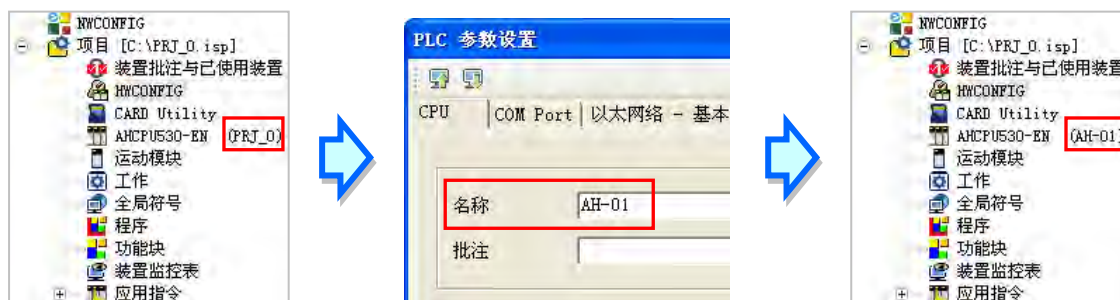 NWCONFIG
项目 [C:\PRJ_0.isp]
装置批注与已使用装置
HWCONFIG
CARD Utility
AHCPU530-EN (PRJ_0)
运动模块
工作
全局符号
程序
功能块
装置监控表
应用指令
PLC 参数设置
CPU COM Port 以太网络 - 基本
名称 AH-01
批注
NWCONFIG
项目 [C:\PRJ_0.isp]
装置批注与已使用装置
HWCONFIG
CARD Utility
AHCPU530-EN (AH-01)
运动模块
工作
全局符号
程序
功能块
装置监控表
应用指令